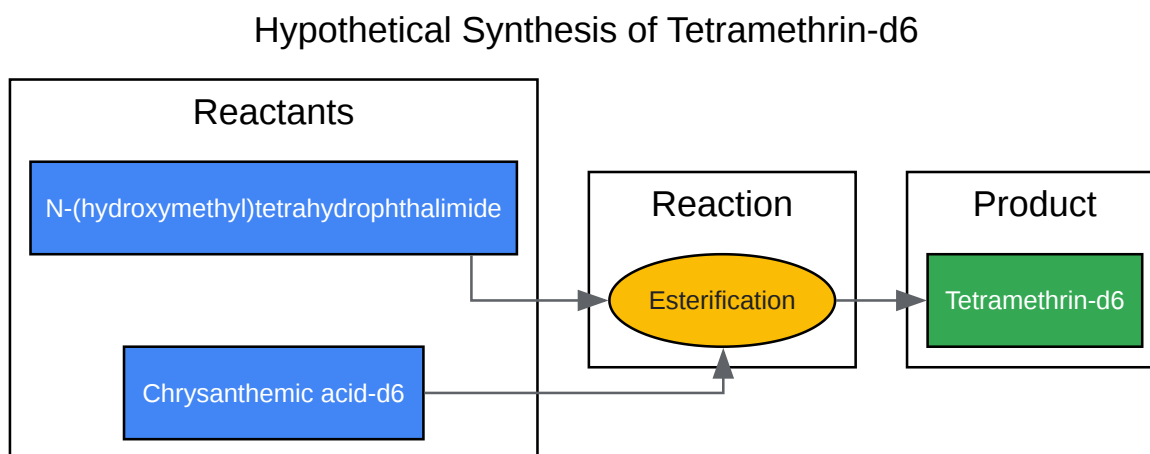 Hypothetical Synthesis of Tetramethrin-d6
Reactants
N-(hydroxymethyl)tetrahydrophthalimide
Chrysanthemic acid-d6
Reaction
Esterification
Product
Tetramethrin-d6